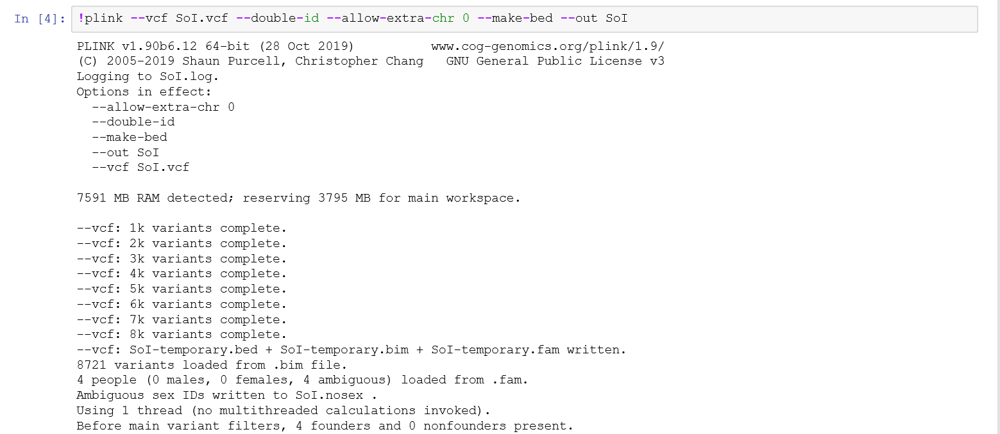 In [4]: !plink --vcf SoI.vcf --double-id --allow-extra-chr 0 --make-bed --out SoI
PLINK v1.90b6.12 64-bit (28 Oct 2019)          www.cog-genomics.org/plink/1.9/
(C) 2005-2019 Shaun Purcell, Christopher Chang   GNU General Public License v3
Logging to SoI.log.
Options in effect:
  --allow-extra-chr 0
  --double-id
  --make-bed
  --out SoI
  --vcf SoI.vcf
7591 MB RAM detected; reserving 3795 MB for main workspace.
--vcf: 1k variants complete.
--vcf: 2k variants complete.
--vcf: 3k variants complete.
--vcf: 4k variants complete.
--vcf: 5k variants complete.
--vcf: 6k variants complete.
--vcf: 7k variants complete.
--vcf: 8k variants complete.
--vcf: SoI-temporary.bed + SoI-temporary.bim + SoI-temporary.fam written.
8721 variants loaded from .bim file.
4 people (0 males, 0 females, 4 ambiguous) loaded from .fam.
Ambiguous sex IDs written to SoI.nosex .
Using 1 thread (no multithreaded calculations invoked).
Before main variant filters, 4 founders and 0 nonfounders present.